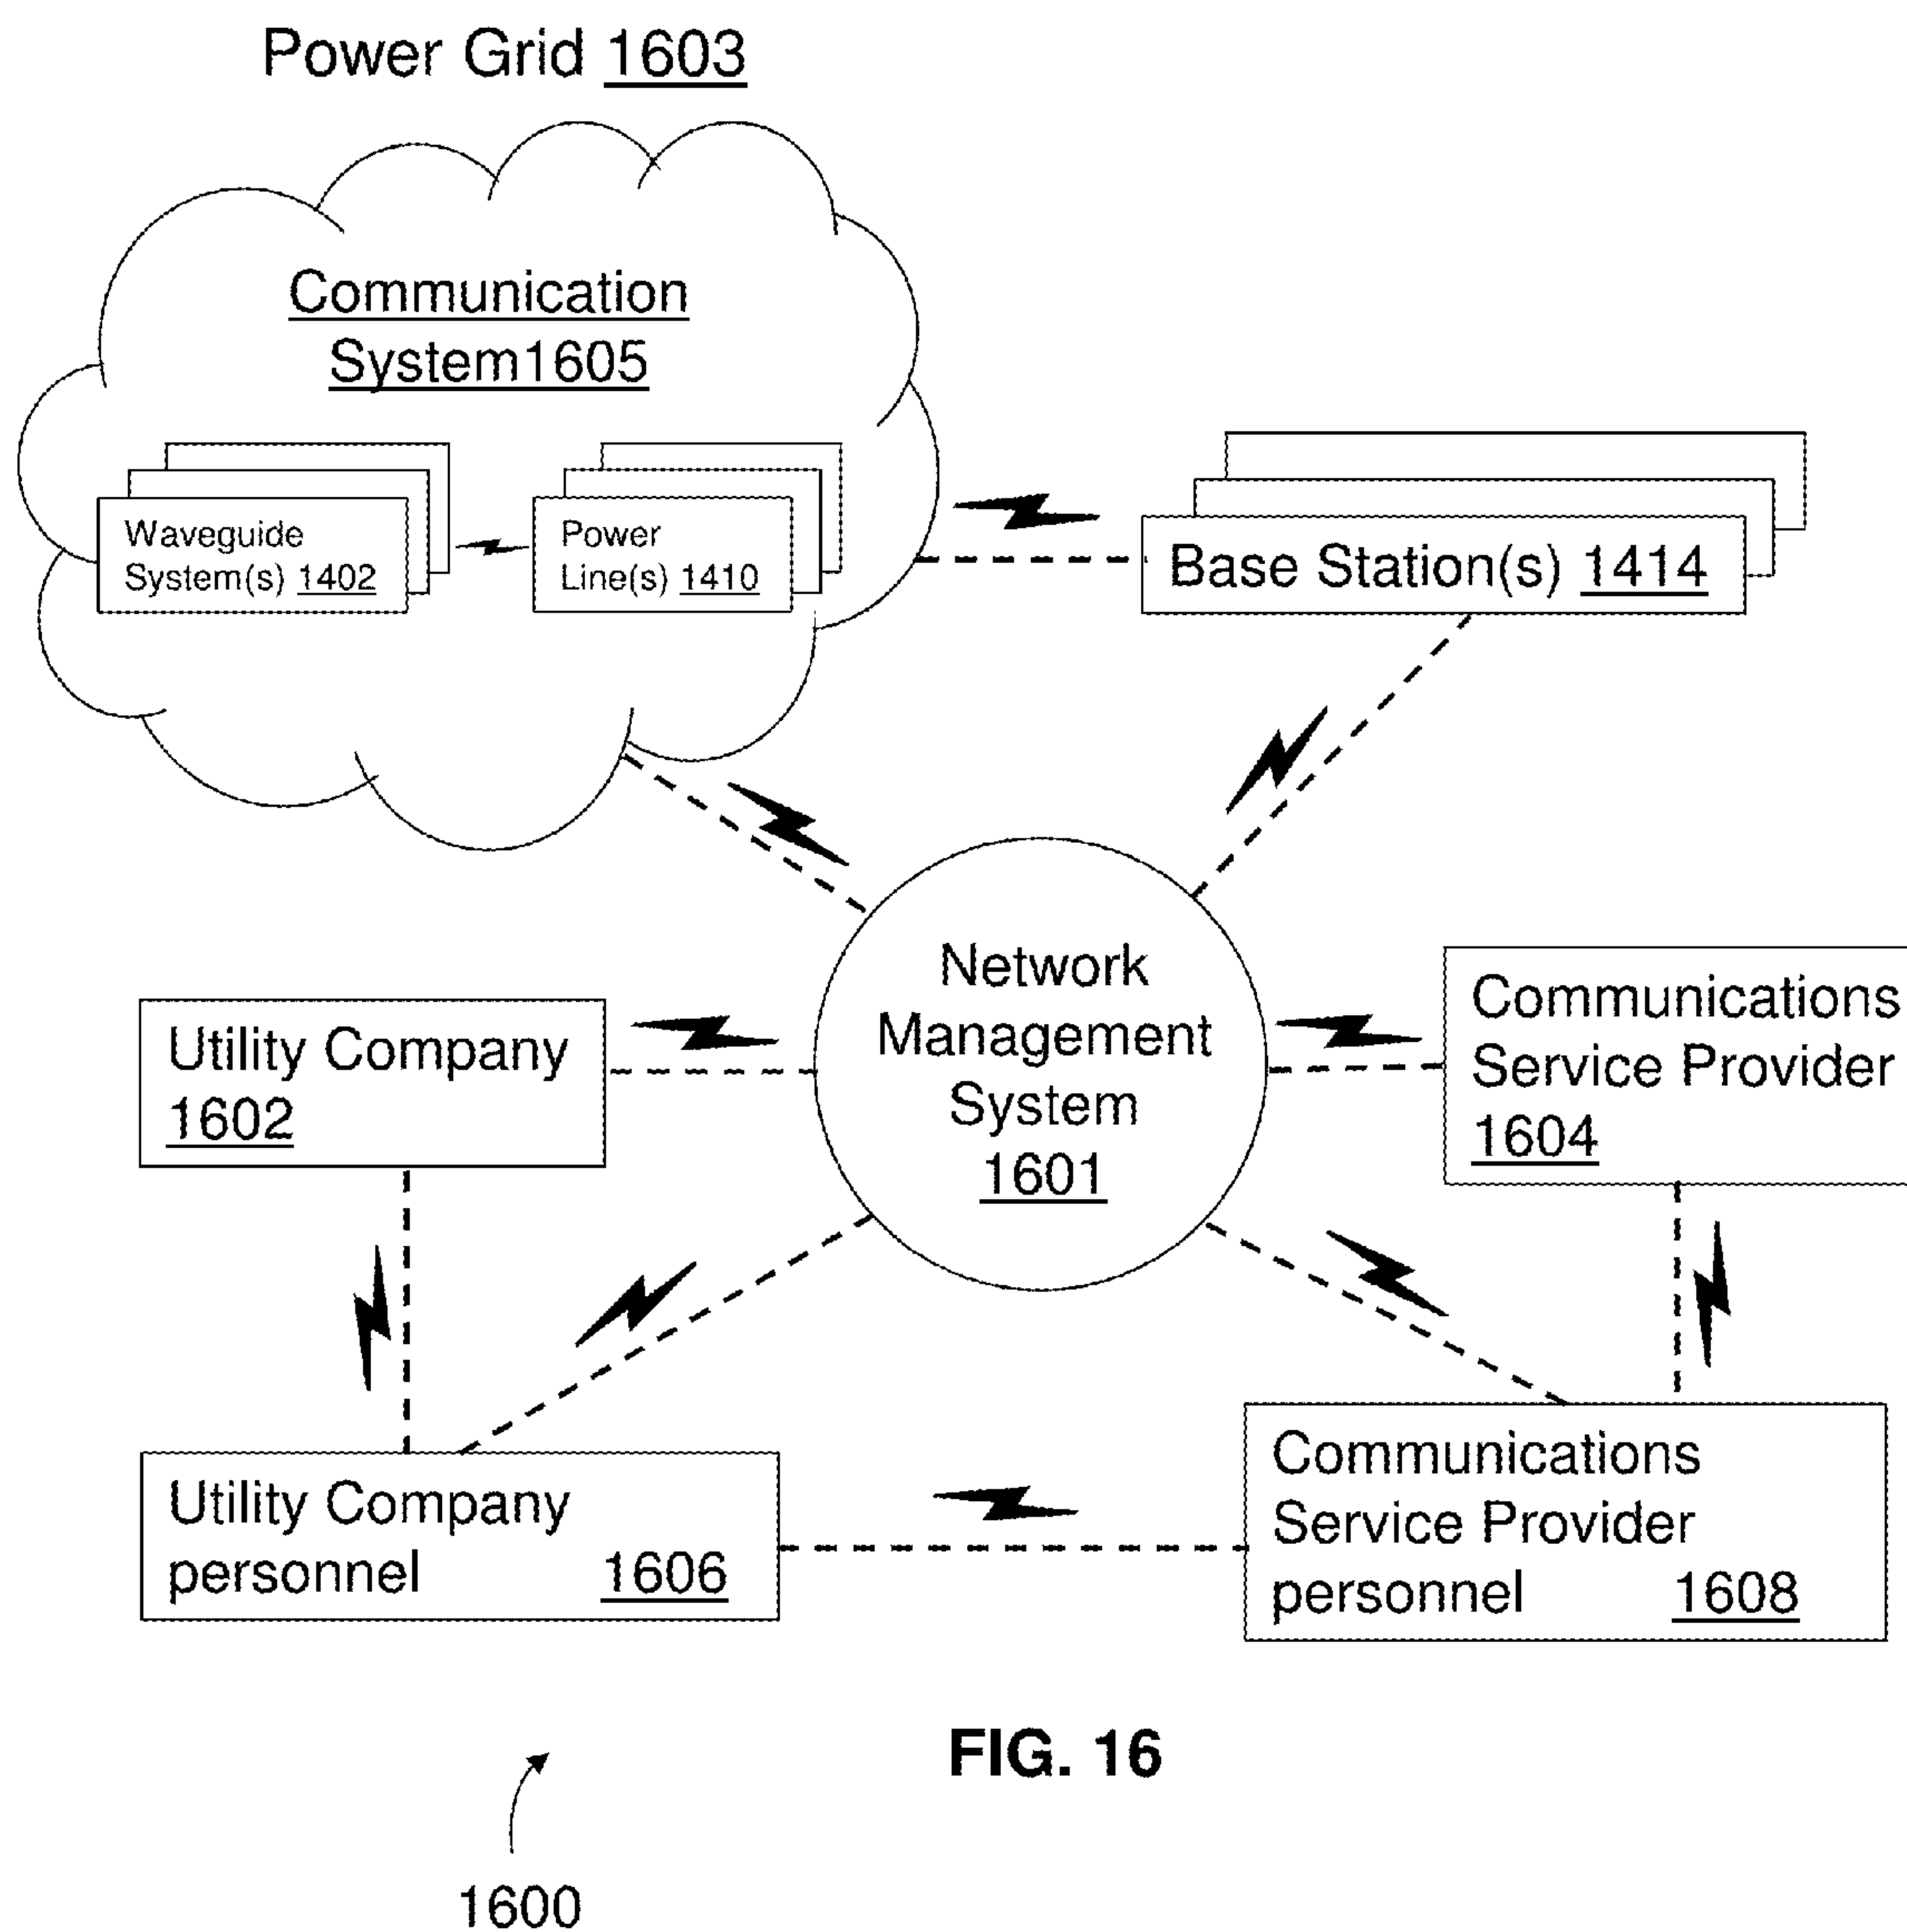 Power Grid 1603
Communication
System1605
Waveguide
System(s) 1402
Power
Line(s) 1410
Base Station(s) 1414
Network
Management
System
1601
Utility Company
1602
Communications
Service Provider
1604
Utility Company
personnel 1606
Communications
Service Provider
personnel 1608
FIG. 16
1600